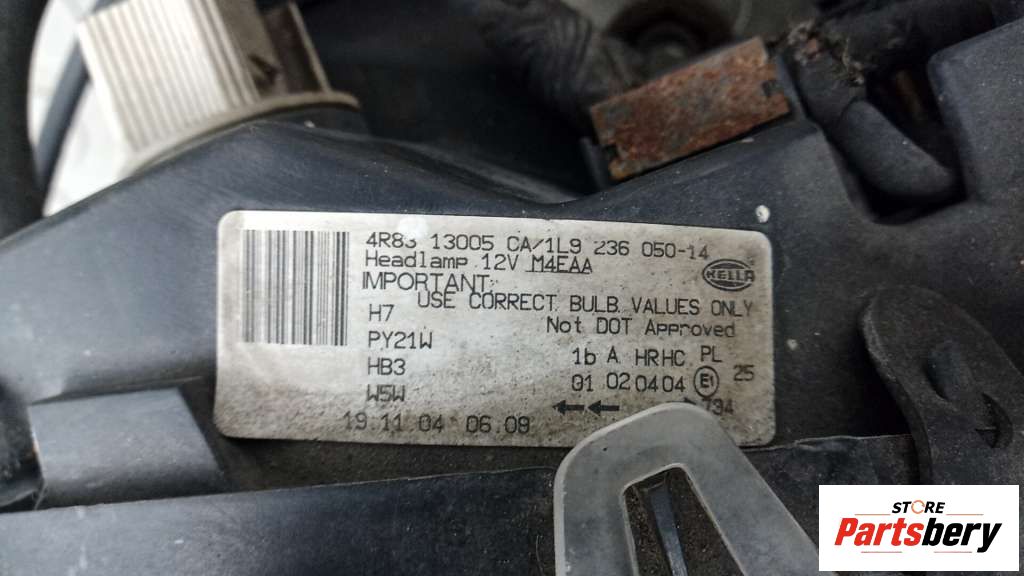 4R83 13005 CA/1L9 236 050-14
Headlamp 12V M4EAA
HELLA
IMPORTANT:
USE CORRECT BULB VALUES ONLY
H7
Not DOT Approved
PY21W
HB3
1b A HRHC PL
01 02 04 04 E1 25
W5W
734
19.11.04 06.08
STORE
Partsbery